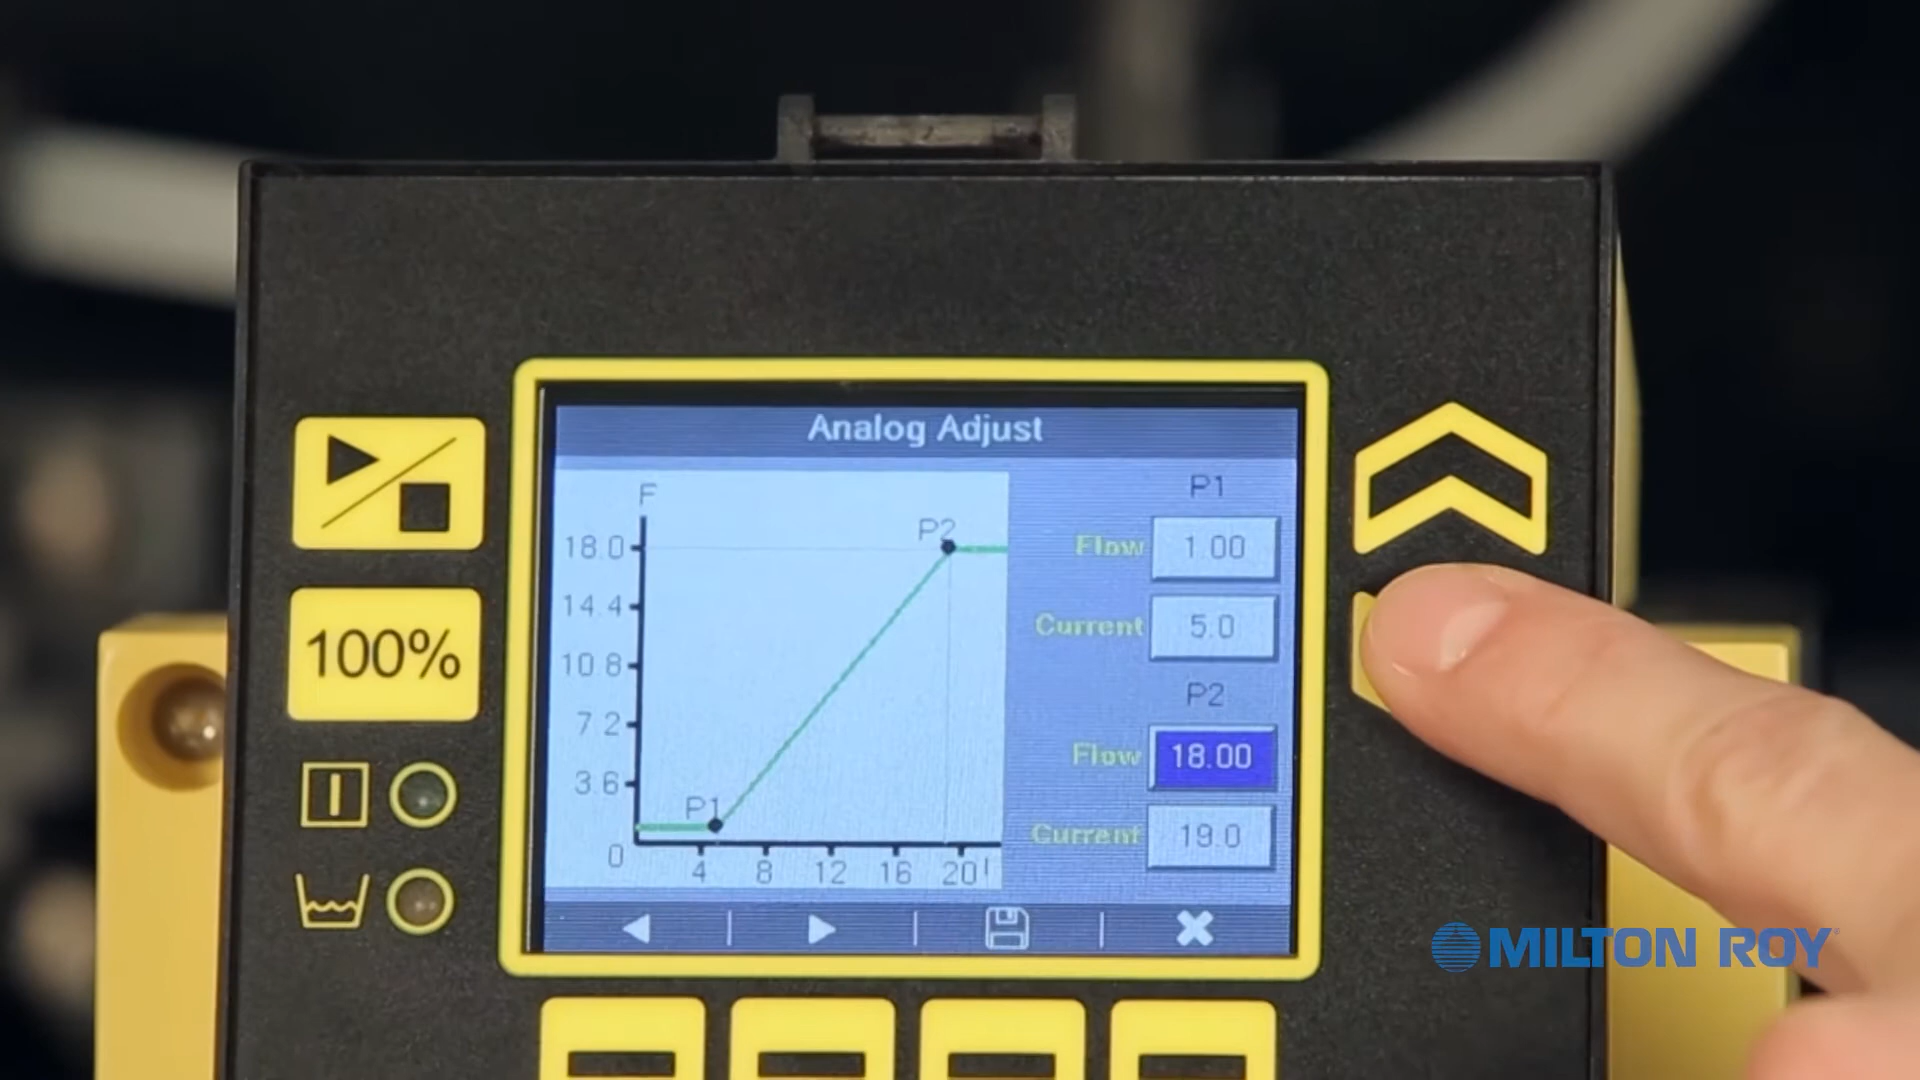 Analog Adjust
F
P2
18.0
14.4
10 8
7 2
3.6
P1
0
4 8 12 16 20 I
P1
Flow 1.00
Current 5.0
P2
Flow 18.00
Current 19.0
100%
MILTON ROY